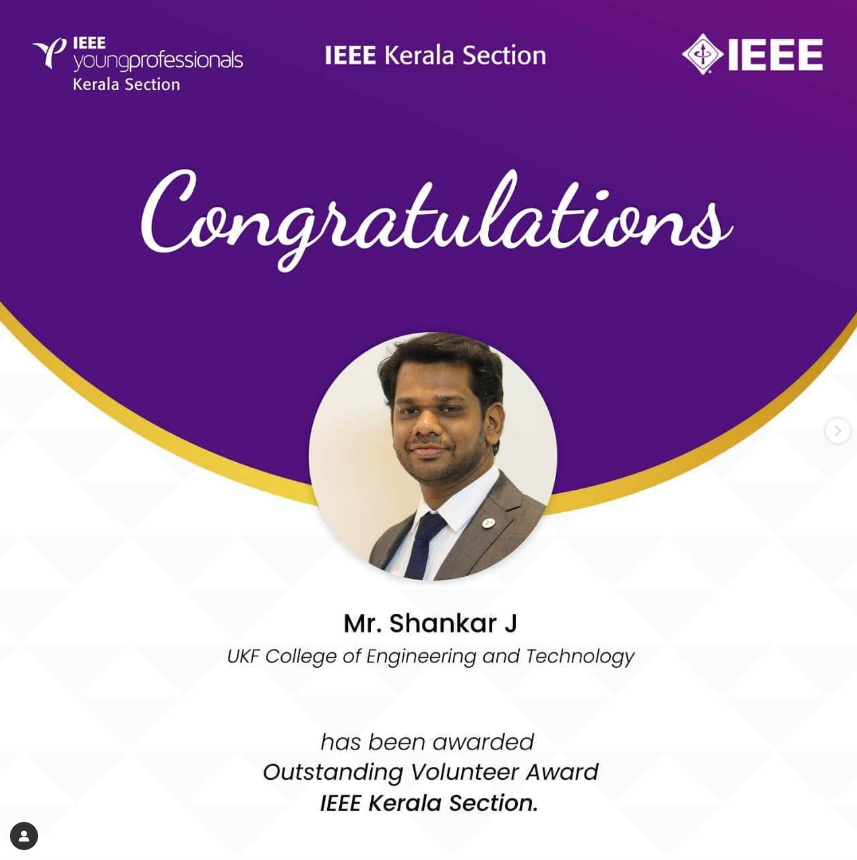 IEEE
youngprofessionals
Kerala Section
IEEE Kerala Section
IEEE
Congratulations
Mr. Shankar J
UKF College of Engineering and Technology
has been awarded
Outstanding Volunteer Award
IEEE Kerala Section.